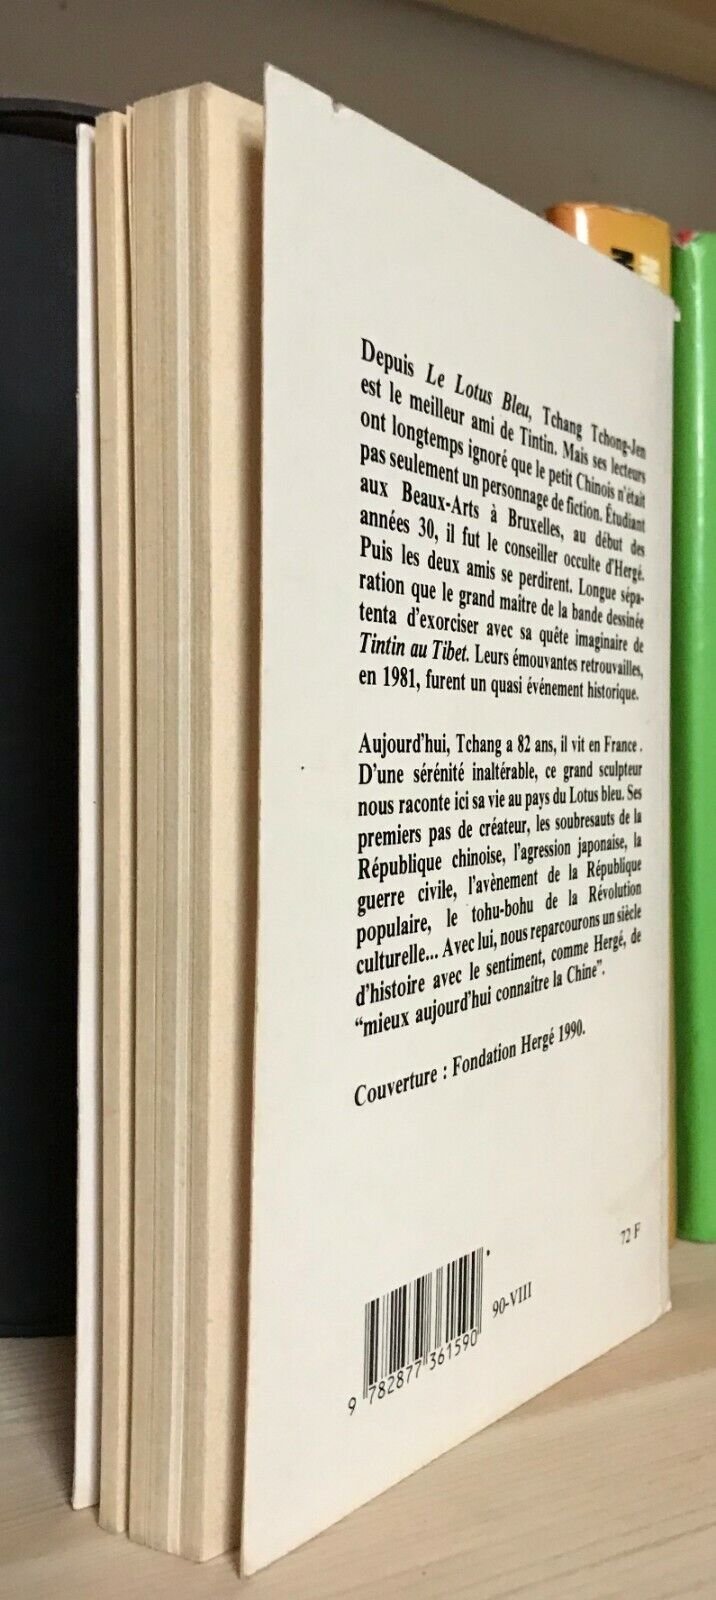 Depuis Le Lotus Bleu, Tchang Tchong-Jen
est le meilleur ami de Tintin. Mais ses lecteurs
ont longtemps ignoré que le petit Chinois n'était
pas seulement un personnage de fiction. Étudiant
aux Beaux-Arts à Bruxelles, au début des
années 30, il fut le conseiller occulte d'Hergé.
Puis les deux amis se perdirent. Longue sépa-
ration que le grand maître de la bande dessinée
tenta d'exorciser avec sa quête imaginaire de
Tintin au Tibet. Leurs émouvantes retrouvailles,
en 1981, furent un quasi événement historique.
Aujourd'hui, Tchang a 82 ans, il vit en France.
D'une sérénité inaltérable, ce grand sculpteur
nous raconte ici sa vie au pays du Lotus bleu. Ses
premiers pas de créateur, les soubresauts de la
République chinoise, l'agression japonaise, la
guerre civile, l'avènement de la République
populaire, le tohu-bohu de la Révolution
culturelle... Avec lui, nous reparcourons un siècle
d'histoire avec le sentiment, comme Hergé, de
"mieux aujourd'hui connaître la Chine".
Couverture : Fondation Hergé 1990.
72 F
90-VIII
9 782877 361590